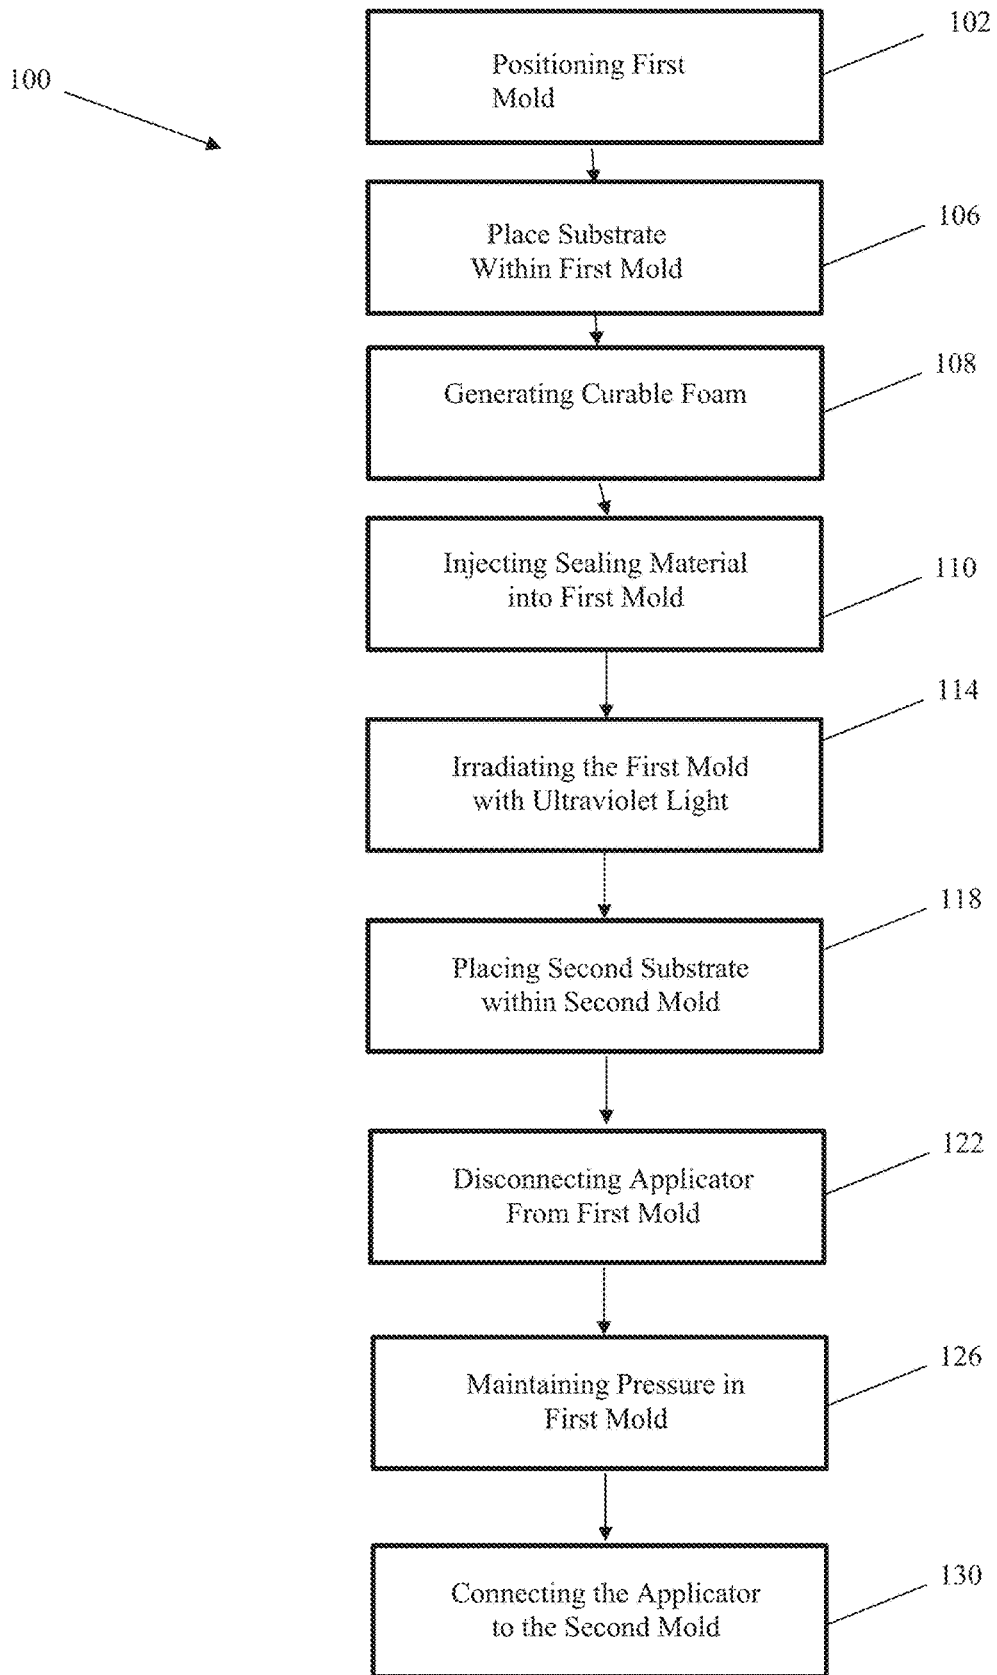 102
Positioning First
Mold
100
106
Place Substrate
Within First Mold
108
Generating Curable Foam
Injecting Sealing Material
into First Mold
110
114
Irradiating the First Mold
with Ultraviolet Light
118
Placing Second Substrate
within Second Mold
122
Disconnecting Applicator
From First Mold
126
Maintaining Pressure in
First Mold
130
Connecting the Applicator
to the Second Mold